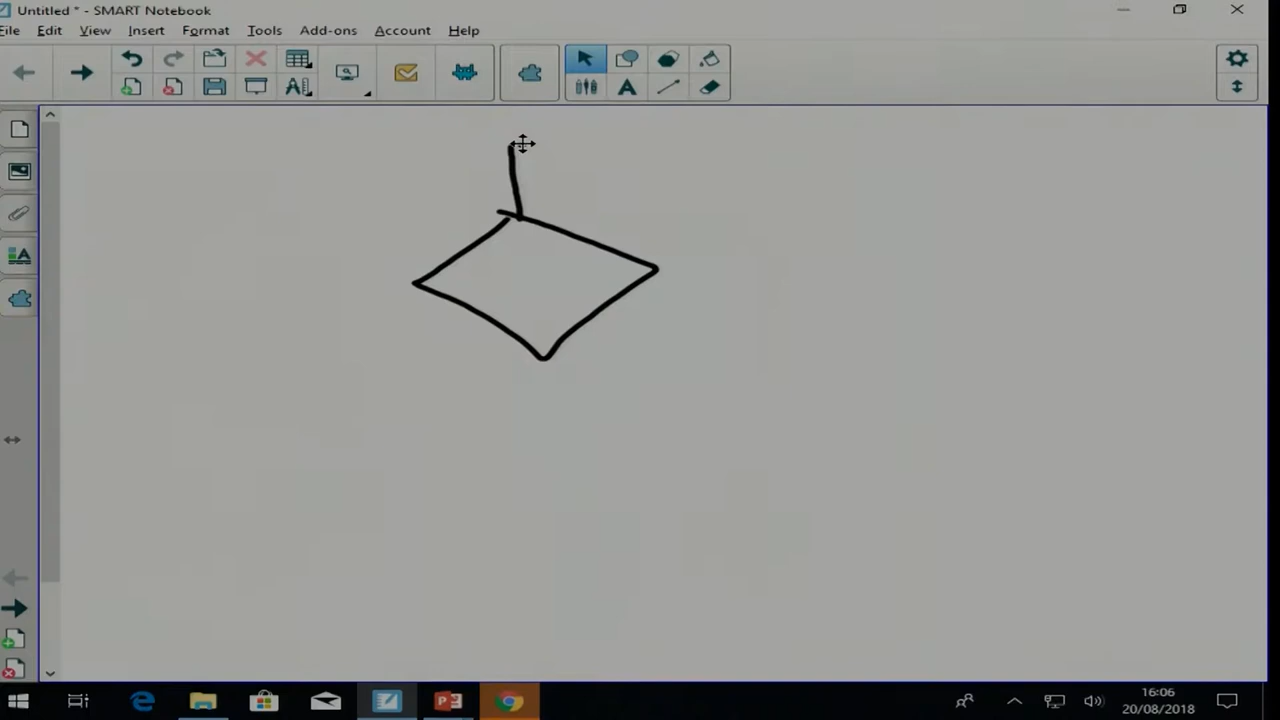 Untitled * - SMART Notebook
File Edit View Insert Format Tools Add-ons Account Help
16:06
20/08/2018